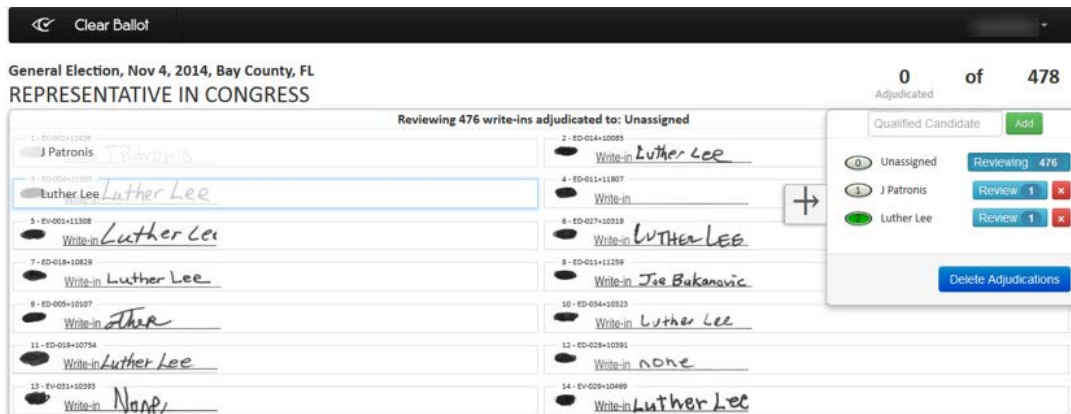 Clear Ballot
General Election, Nov 4, 2014, Bay County, FL
REPRESENTATIVE IN CONGRESS
0 of 478
Adjudicated
Reviewing 476 write-ins adjudicated to: Unassigned
Qualified Candidate Add
0 Unassigned Reviewing 476
1 J Patronis Review 1 x
2 Luther Lee Review 1 x
Delete Adjudications
1 - EV-001+11436
J Patronis J Patronis
2 - ED-014+10085
Write-in Luther Lee
3 - ED-004+11303
Luther Lee Luther Lee
4 - ED-011+11807
Write-in
5 - EV-001+11308
Write-in Luther Lee
6 - ED-027+10319
Write-in LUTHER LEE
7 - ED-018+10829
Write-in Luther Lee
8 - ED-011+11259
Write-in Joe Bakanovic
9 - ED-005+10107
Write-in other
10 - ED-034+10323
Write-in Luther Lee
11 - ED-019+10754
Write-in Luther Lee
12 - ED-028+10391
Write-in none
13 - EV-031+10393
Write-in None
14 - EV-029+10469
Write-in Luther Lee